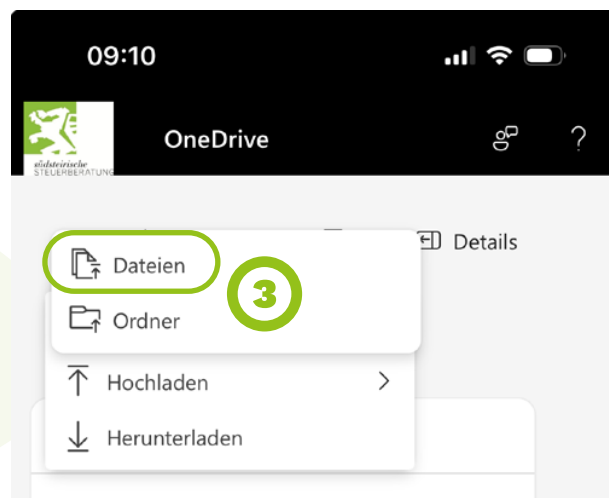 09:10
südsteirische
STEUERBERATUNG
OneDrive
?
Details
Dateien
3
Ordner
Hochladen
Herunterladen